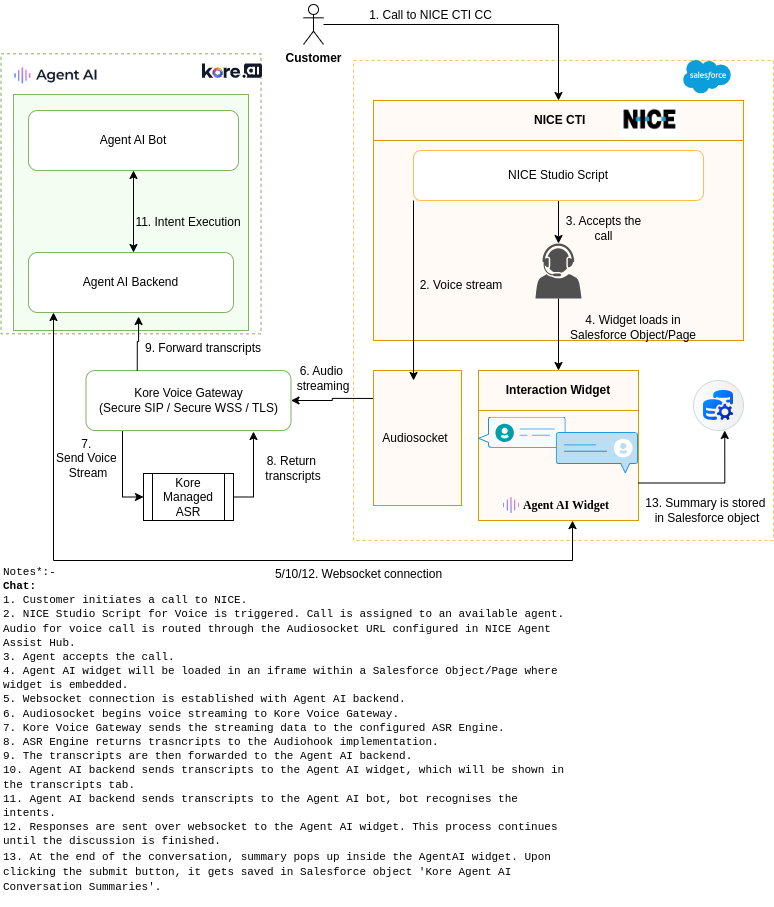 1. Call to NICE CTI CC
Customer
Agent AI
kore.ai
salesforce
NICE CTI
NICE
Agent AI Bot
NICE Studio Script
11. Intent Execution
3. Accepts the
call
Agent AI Backend
2. Voice stream
4. Widget loads in
Salesforce Object/Page
9. Forward transcripts
6. Audio
streaming
Kore Voice Gateway
(Secure SIP / Secure WSS / TLS)
Interaction Widget
Audiosocket
7.
Send Voice
Stream
8. Return
transcripts
Kore
Managed
ASR
Agent AI Widget
13. Summary is stored
in Salesforce object
5/10/12. Websocket connection
Notes*:-
Chat:
1. Customer initiates a call to NICE.
2. NICE Studio Script for Voice is triggered. Call is assigned to an available agent.
Audio for voice call is routed through the Audiosocket URL configured in NICE Agent
Assist Hub.
3. Agent accepts the call.
4. Agent AI widget will be loaded in an iframe within a Salesforce Object/Page where
widget is embedded.
5. Websocket connection is established with Agent AI backend.
6. Audiosocket begins voice streaming to Kore Voice Gateway.
7. Kore Voice Gateway sends the streaming data to the configured ASR Engine.
8. ASR Engine returns trasncripts to the Audiohook implementation.
9. The transcripts are then forwarded to the Agent AI backend.
10. Agent AI backend sends transcripts to the Agent AI widget, which will be shown in
the transcripts tab.
11. Agent AI backend sends transcripts to the Agent AI bot, bot recognises the
intents.
12. Responses are sent over websocket to the Agent AI widget. This process continues
until the discussion is finished.
13. At the end of the conversation, summary pops up inside the AgentAI widget. Upon
clicking the submit button, it gets saved in Salesforce object 'Kore Agent AI
Conversation Summaries'.